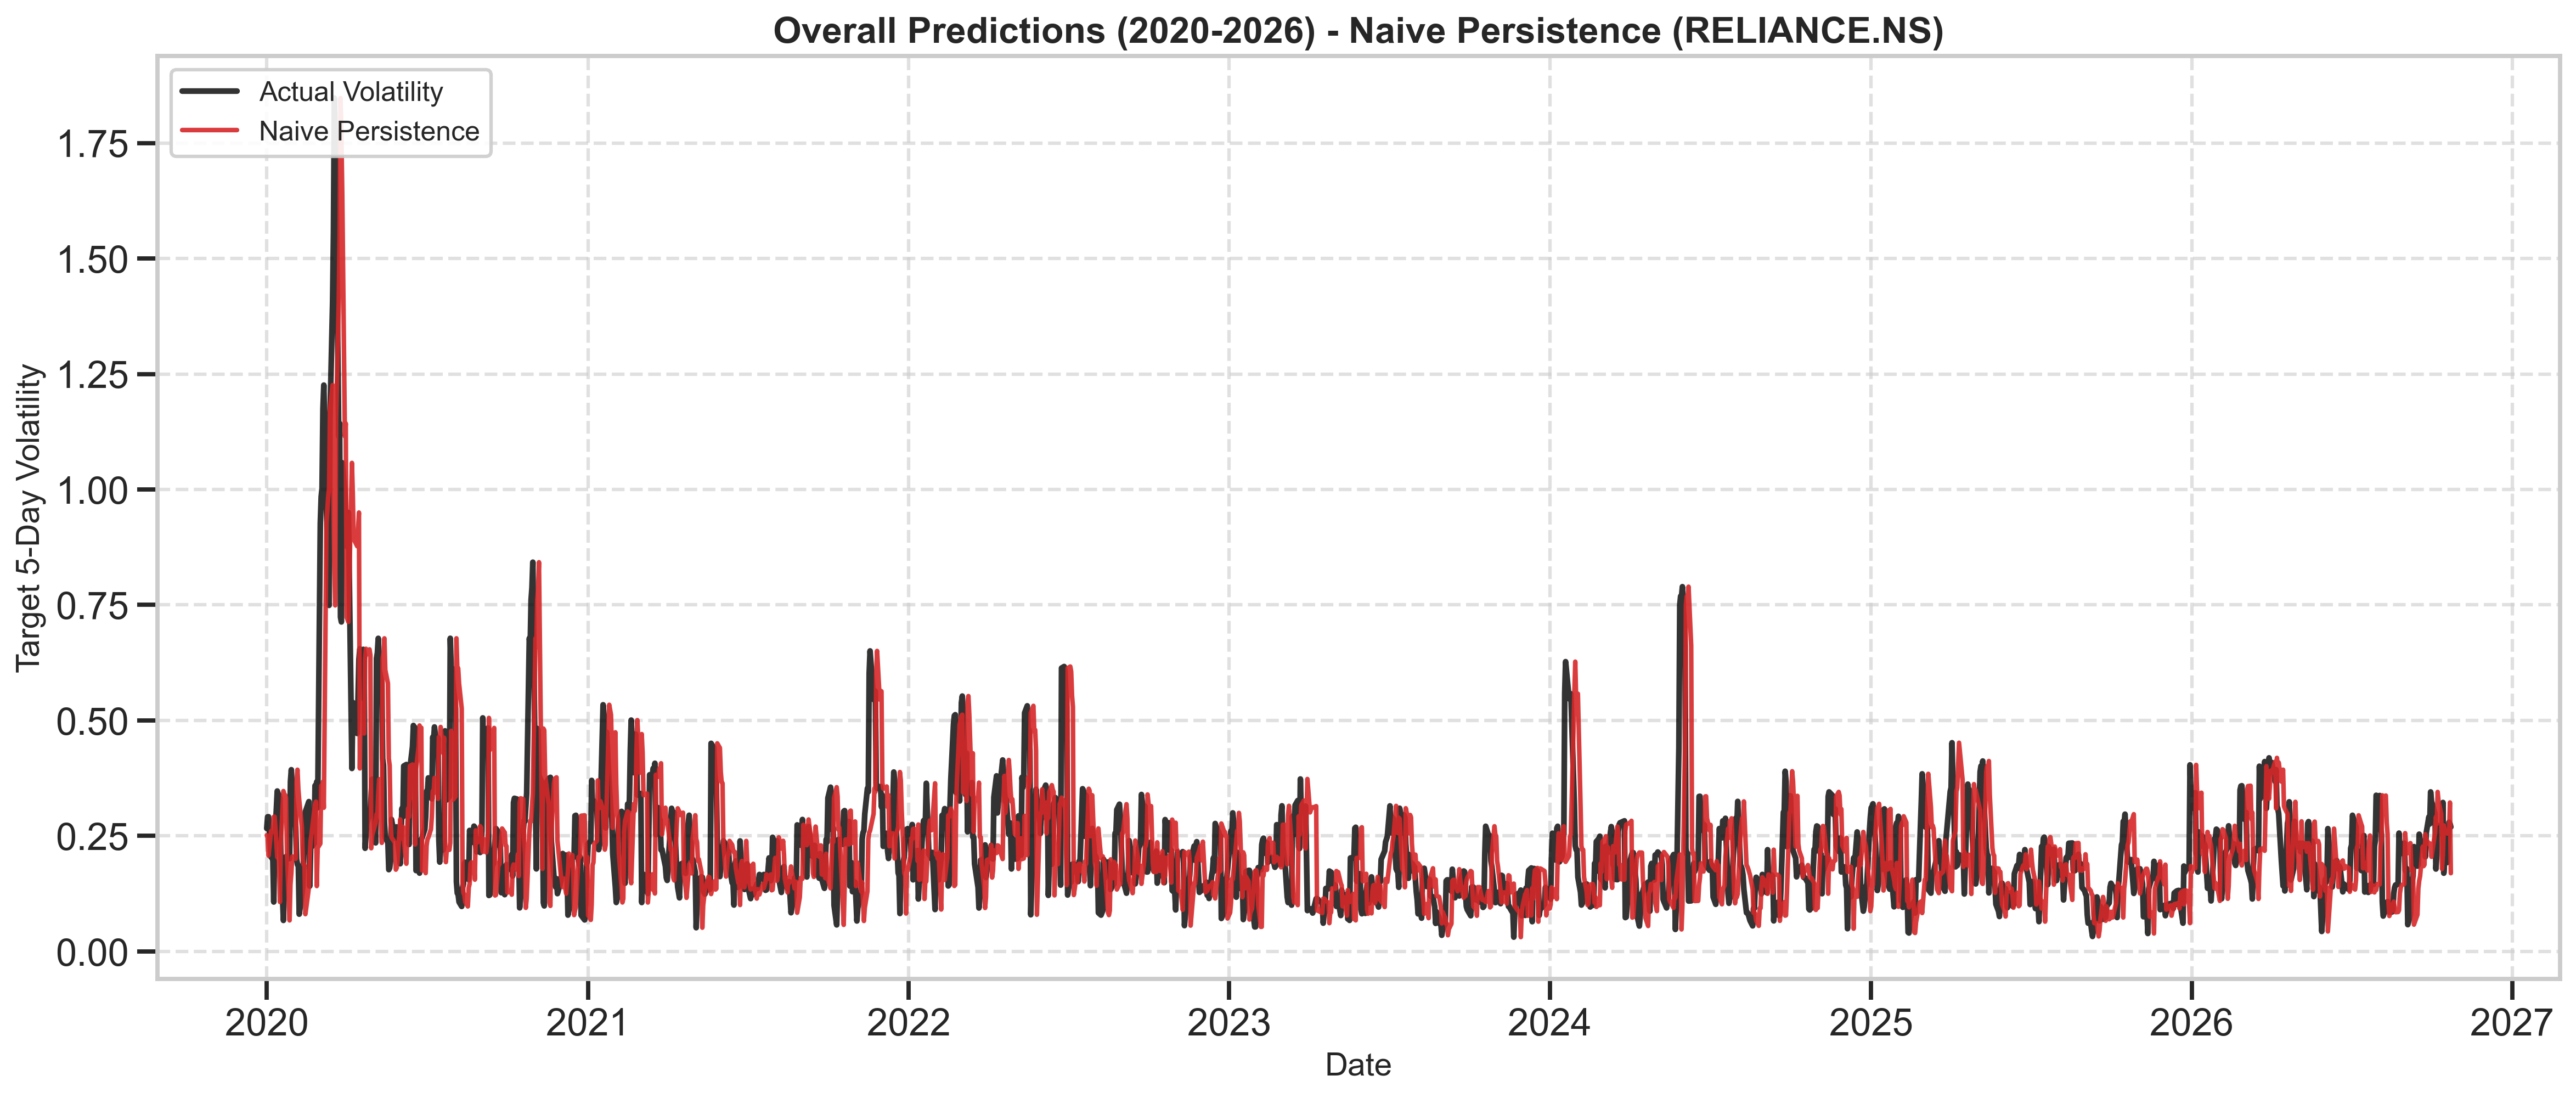 Overall Predictions (2020-2026) - Naive Persistence (RELIANCE.NS)
Actual Volatility
Naive Persistence
Target 5-Day Volatility
1.75
1.50
1.25
1.00
0.75
0.50
0.25
0.00
2020 2021 2022 2023 2024 2025 2026 2027
Date